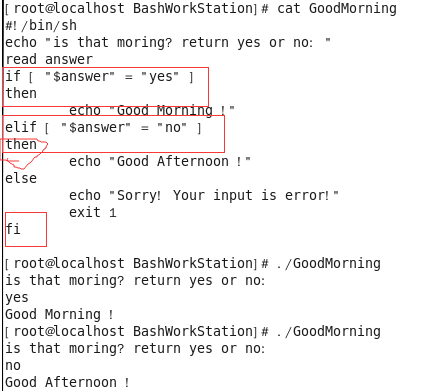 [root@localhost BashWorkStation]# cat GoodMorning
#!/bin/sh
echo "is that moring? return yes or no: "
read answer
if [ "$answer" = "yes" ]
then
        echo "Good Morning !"
elif [ "$answer" = "no" ]
then
        echo "Good Afternoon !"
else
        echo "Sorry! Your input is error!"
        exit 1
fi
[root@localhost BashWorkStation]# ./GoodMorning
is that moring? return yes or no:
yes
Good Morning !
[root@localhost BashWorkStation]# ./GoodMorning
is that moring? return yes or no:
no
Good Afternoon !